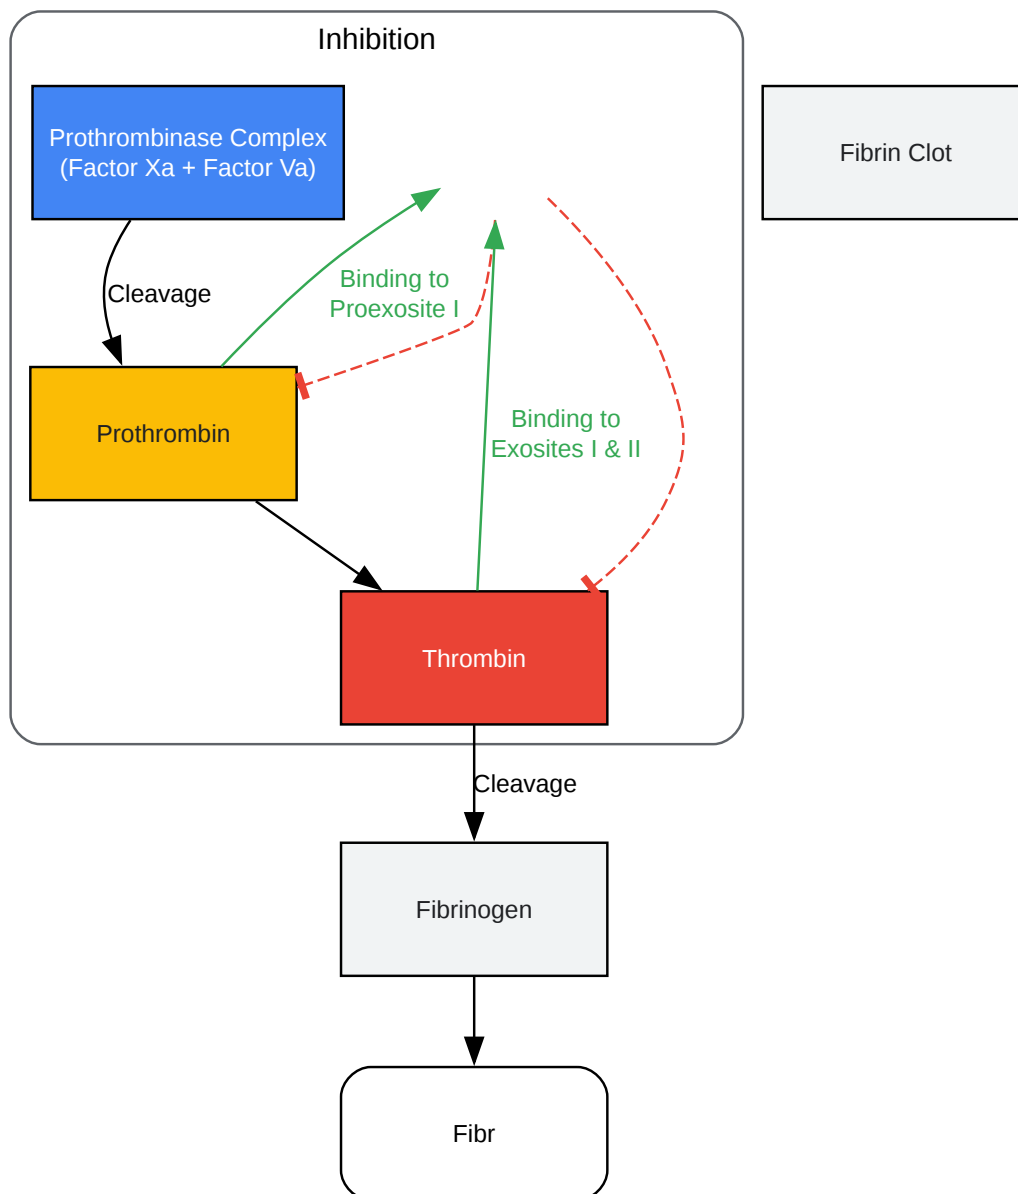 Inhibition
Prothrombinase Complex
(Factor Xa + Factor Va)
Fibrin Clot
Binding to
Proexosite I
Cleavage
Prothrombin
Binding to
Exosites I & II
Thrombin
Cleavage
Fibrinogen
Fibr